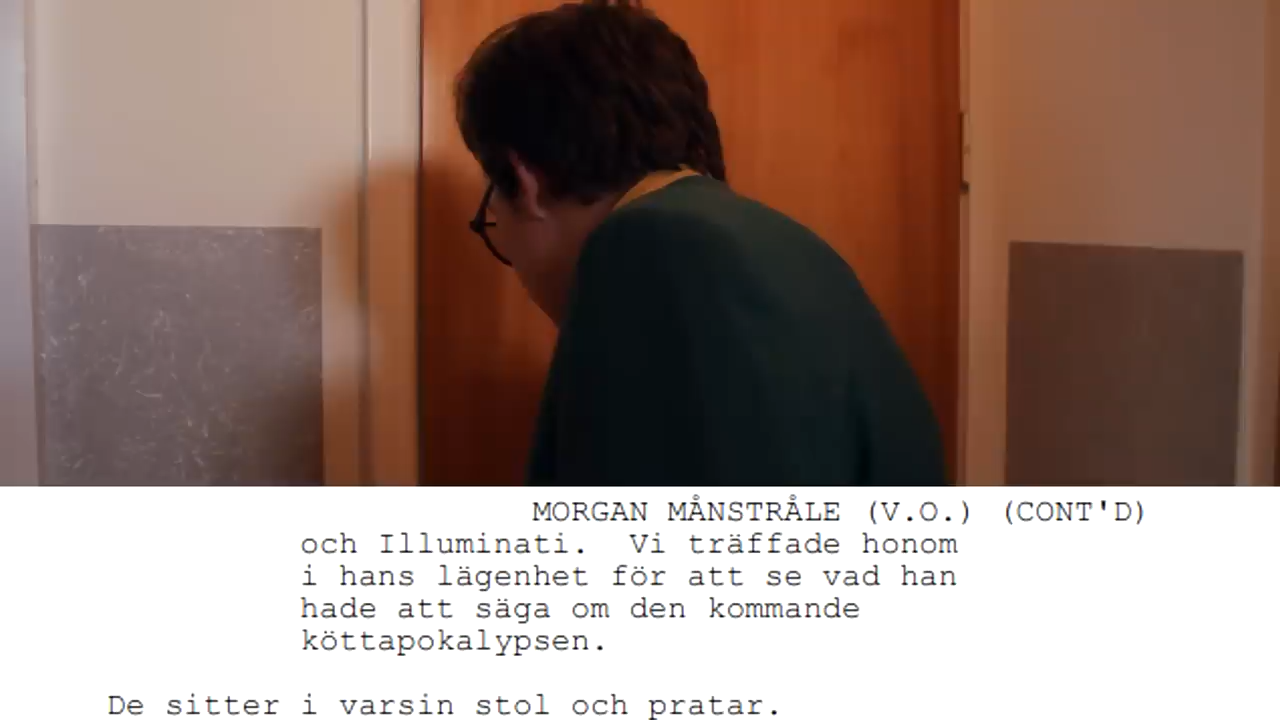 MORGAN MÅNSTRÅLE (V.O.) (CONT'D)
och Illuminati.  Vi träffade honom
i hans lägenhet för att se vad han
hade att säga om den kommande
köttapokalypsen.
De sitter i varsin stol och pratar.